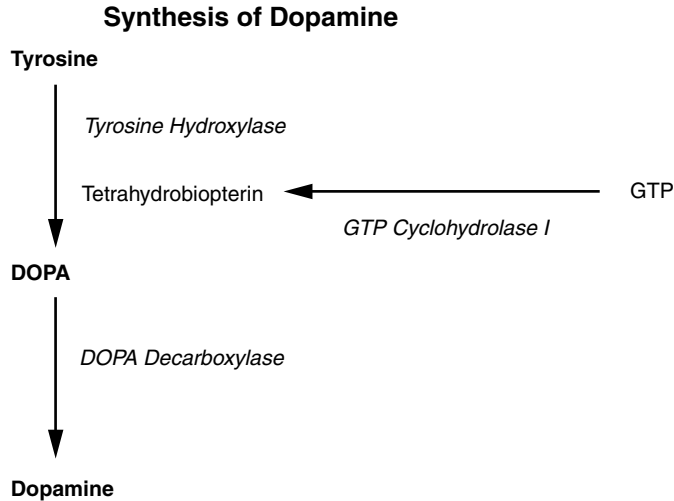 Synthesis of Dopamine
Tyrosine
Tyrosine Hydroxylase
Tetrahydrobiopterin
GTP
GTP Cyclohydrolase I
DOPA
DOPA Decarboxylase
Dopamine